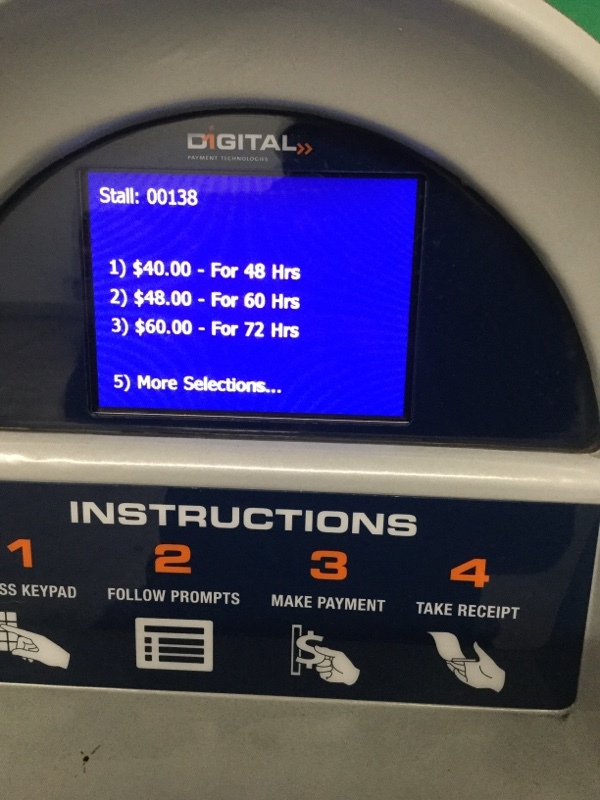 DIGITAL
PAYMENT TECHNOLOGIES
Stall: 00138
1) $40.00 - For 48 Hrs
2) $48.00 - For 60 Hrs
3) $60.00 - For 72 Hrs
5) More Selections...
INSTRUCTIONS
1 2 3 4
SS KEYPAD FOLLOW PROMPTS MAKE PAYMENT TAKE RECEIPT
$